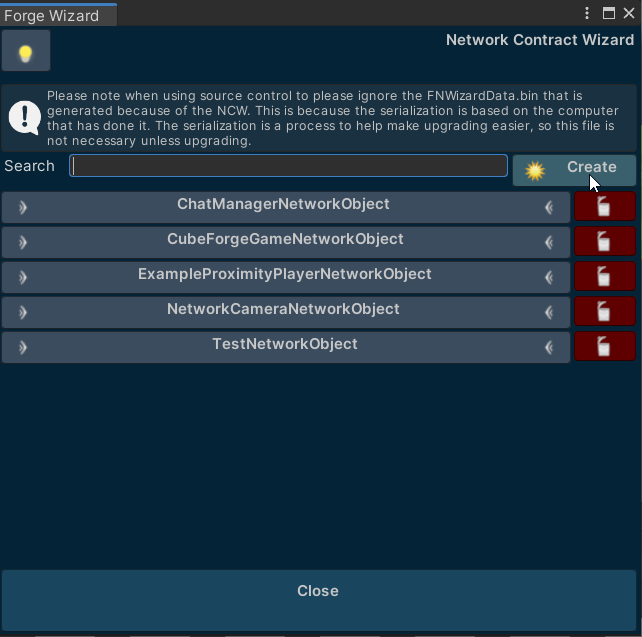 Forge Wizard
Network Contract Wizard
Please note when using source control to please ignore the FNWizardData.bin that is
generated because of the NCW. This is because the serialization is based on the computer
that has done it. The serialization is a process to help make upgrading easier, so this file is
not necessary unless upgrading.
Search
Create
ChatManagerNetworkObject
CubeForgeGameNetworkObject
ExampleProximityPlayerNetworkObject
NetworkCameraNetworkObject
TestNetworkObject
Close